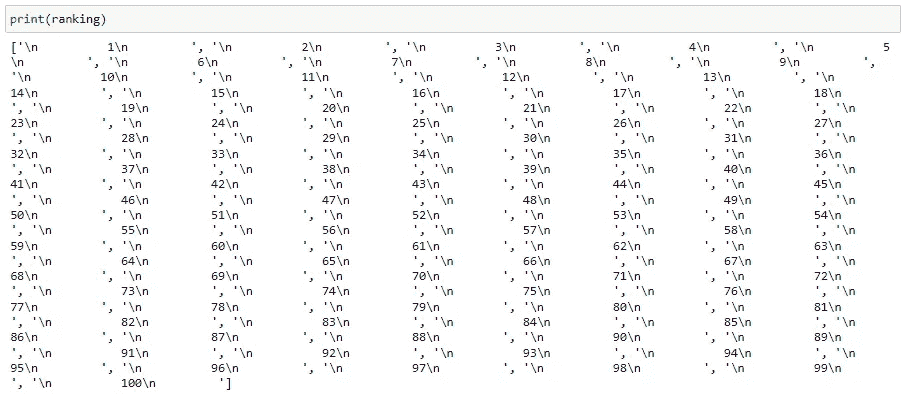 print(ranking)
['\n 1\n ', '\n 2\n ', '\n 3\n ', '\n 4\n ', '\n 5
\n ', '\n 6\n ', '\n 7\n ', '\n 8\n ', '\n 9\n ',
'\n 10\n ', '\n 11\n ', '\n 12\n ', '\n 13\n ', '\n
14\n ', '\n 15\n ', '\n 16\n ', '\n 17\n ', '\n 18\n
', '\n 19\n ', '\n 20\n ', '\n 21\n ', '\n 22\n ', '\n
23\n ', '\n 24\n ', '\n 25\n ', '\n 26\n ', '\n 27\n
', '\n 28\n ', '\n 29\n ', '\n 30\n ', '\n 31\n ', '\n
32\n ', '\n 33\n ', '\n 34\n ', '\n 35\n ', '\n 36\n
', '\n 37\n ', '\n 38\n ', '\n 39\n ', '\n 40\n ', '\n
41\n ', '\n 42\n ', '\n 43\n ', '\n 44\n ', '\n 45\n
', '\n 46\n ', '\n 47\n ', '\n 48\n ', '\n 49\n ', '\n
50\n ', '\n 51\n ', '\n 52\n ', '\n 53\n ', '\n 54\n
', '\n 55\n ', '\n 56\n ', '\n 57\n ', '\n 58\n ', '\n
59\n ', '\n 60\n ', '\n 61\n ', '\n 62\n ', '\n 63\n
', '\n 64\n ', '\n 65\n ', '\n 66\n ', '\n 67\n ', '\n
68\n ', '\n 69\n ', '\n 70\n ', '\n 71\n ', '\n 72\n
', '\n 73\n ', '\n 74\n ', '\n 75\n ', '\n 76\n ', '\n
77\n ', '\n 78\n ', '\n 79\n ', '\n 80\n ', '\n 81\n
', '\n 82\n ', '\n 83\n ', '\n 84\n ', '\n 85\n ', '\n
86\n ', '\n 87\n ', '\n 88\n ', '\n 90\n ', '\n 89\n
', '\n 91\n ', '\n 92\n ', '\n 93\n ', '\n 94\n ', '\n
95\n ', '\n 96\n ', '\n 97\n ', '\n 98\n ', '\n 99\n
', '\n 100\n ']